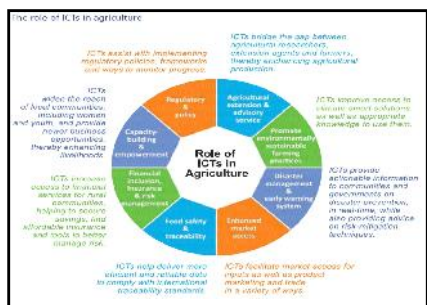 The role of ICTs in agriculture
ICTs assist with implementing
regulatory policies, frameworks
and ways to monitor progress.
ICTs bridge the gap between
agricultural researchers,
extension agents and farmers,
thereby enhancing agricultural
production.
ICTs
widen the reach
of local communities,
including women
and youth, and provide
newer business
opportunities,
thereby enhancing
livelihoods
Regulatory
& policy
Agricultural
extension &
advisory
service
ICTs improve access to
climate-smart solutions
as well as appropriate
knowledge to use them.
Capacity-
building &
empowerment
Promote
environmentally
sustainable
farming
practices
Role of
ICTs in
Agriculture
ICTs increase
access to financial
services for rural
communities,
helping to secure
savings, find
affordable insurance
and tools to better
manage risk.
Financial
inclusion,
insurance
& risk
management
Disaster
management
& early
warning system
ICTs provide
actionable information
to communities and
governments on
disaster prevention,
in real-time, while
also providing advice
on risk-mitigation
techniques.
Food safety
& traceability
Enhanced
market
access
ICTs help deliver more
efficient and reliable data
to comply with international
traceability standards.
ICTs facilitate market access for
inputs as well as product
marketing and trade
in a variety of ways.